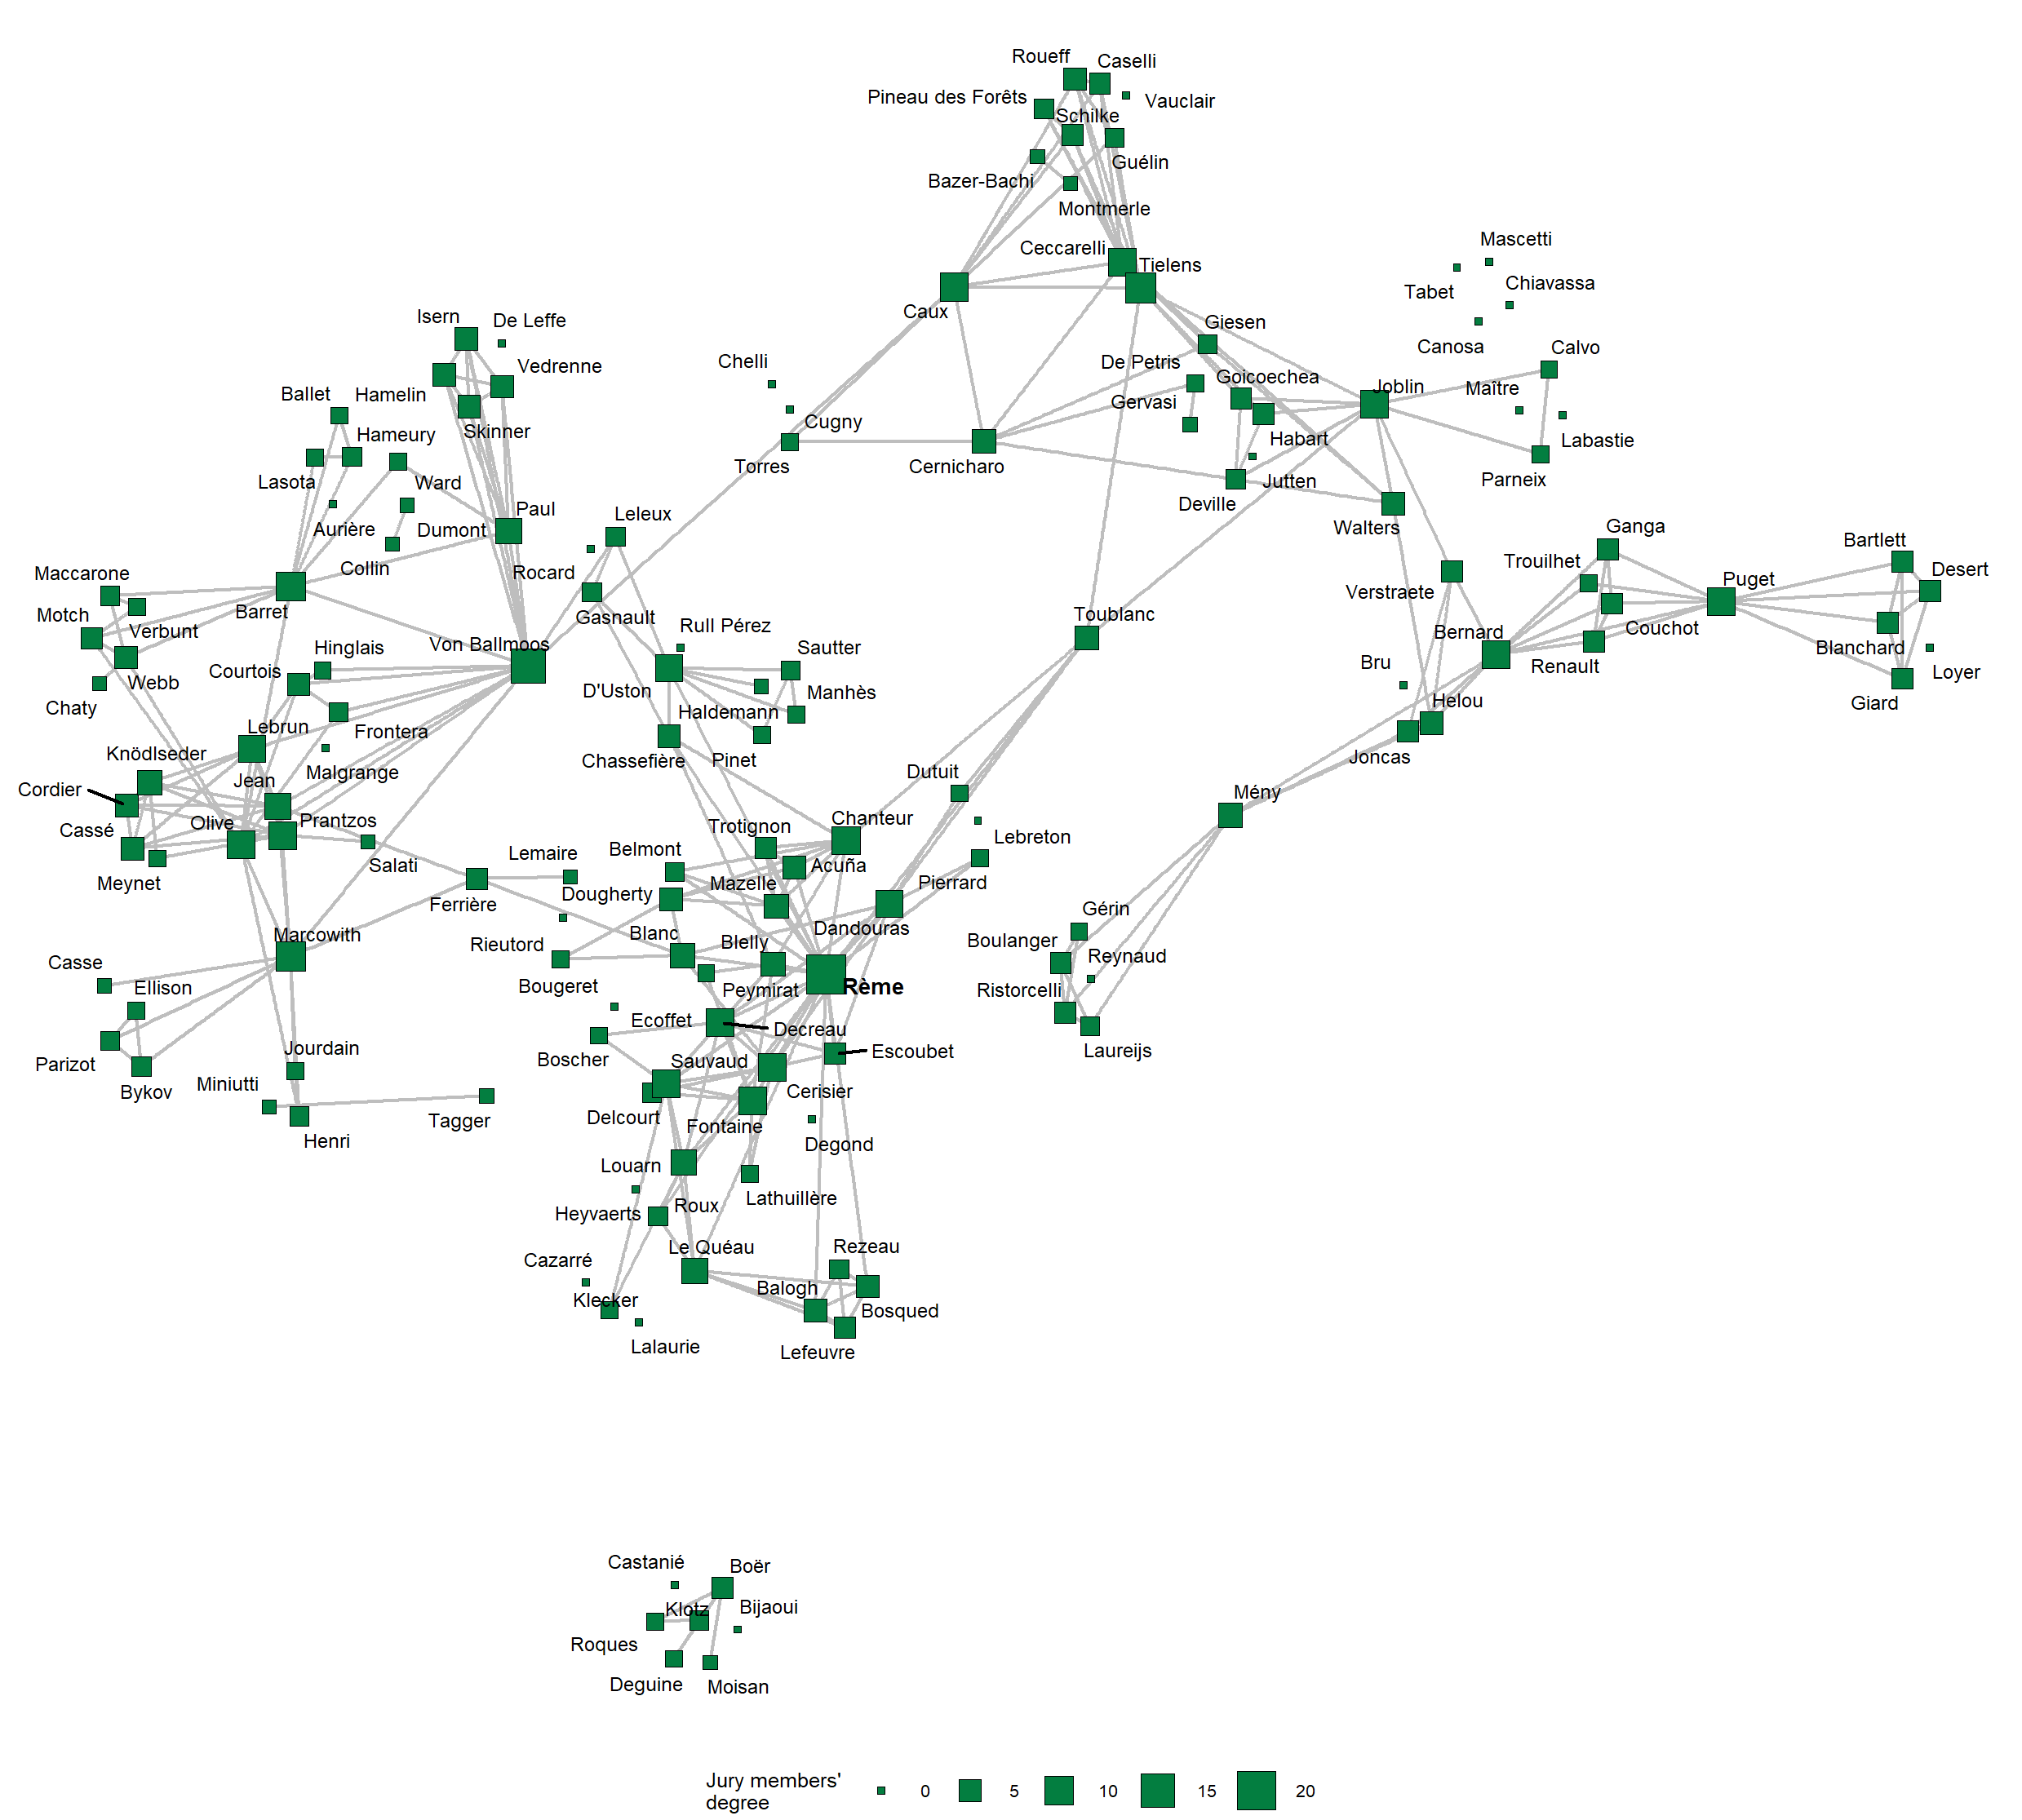 Roueff
Caselli
Pineau des Forêts
Vauclair
Schilke
Guélin
Bazer-Bachi
Montmerle
Mascetti
Ceccarelli
Tielens
Chiavassa
Tabet
Caux
Isern
De Leffe
Giesen
Canosa
Calvo
Chelli
De Petris
Vedrenne
Goicoechea
Joblin
Maître
Ballet
Hamelin
Gervasi
Cugny
Skinner
Hameury
Habart
Labastie
Torres
Cernicharo
Lasota
Ward
Jutten
Parneix
Deville
Paul
Leleux
Walters
Ganga
Aurière
Dumont
Bartlett
Trouilhet
Collin
Rocard
Desert
Maccarone
Puget
Verstraete
Barret
Motch
Gasnault
Toublanc
Rull Pérez
Verbunt
Couchot
Bernard
Von Ballmoos
Sautter
Hinglais
Blanchard
Bru
Renault
Courtois
Loyer
Webb
D'Uston
Manhès
Helou
Giard
Chaty
Haldemann
Lebrun
Frontera
Knödlseder
Chassefière
Pinet
Joncas
Malgrange
Dutuit
Jean
Cordier
Mény
Chanteur
Prantzos
Olive
Trotignon
Cassé
Lebreton
Belmont
Lemaire
Salati
Acuña
Meynet
Mazelle
Pierrard
Dougherty
Ferrière
Gérin
Dandouras
Marcowith
Blanc
Boulanger
Rieutord
Blelly
Reynaud
Casse
Ellison
Bougeret
Peymirat
Rème
Ristorcelli
Ecoffet
Decreau
Jourdain
Escoubet
Laureijs
Boscher
Sauvaud
Parizot
Miniutti
Bykov
Cerisier
Tagger
Delcourt
Fontaine
Henri
Degond
Louarn
Lathuillère
Roux
Heyvaerts
Le Quéau
Rezeau
Cazarré
Balogh
Klecker
Bosqued
Lalaurie
Lefeuvre
Castanié
Boër
Klotz
Bijaoui
Roques
Deguine
Moisan
Jury members'
degree
0 5 10 15 20